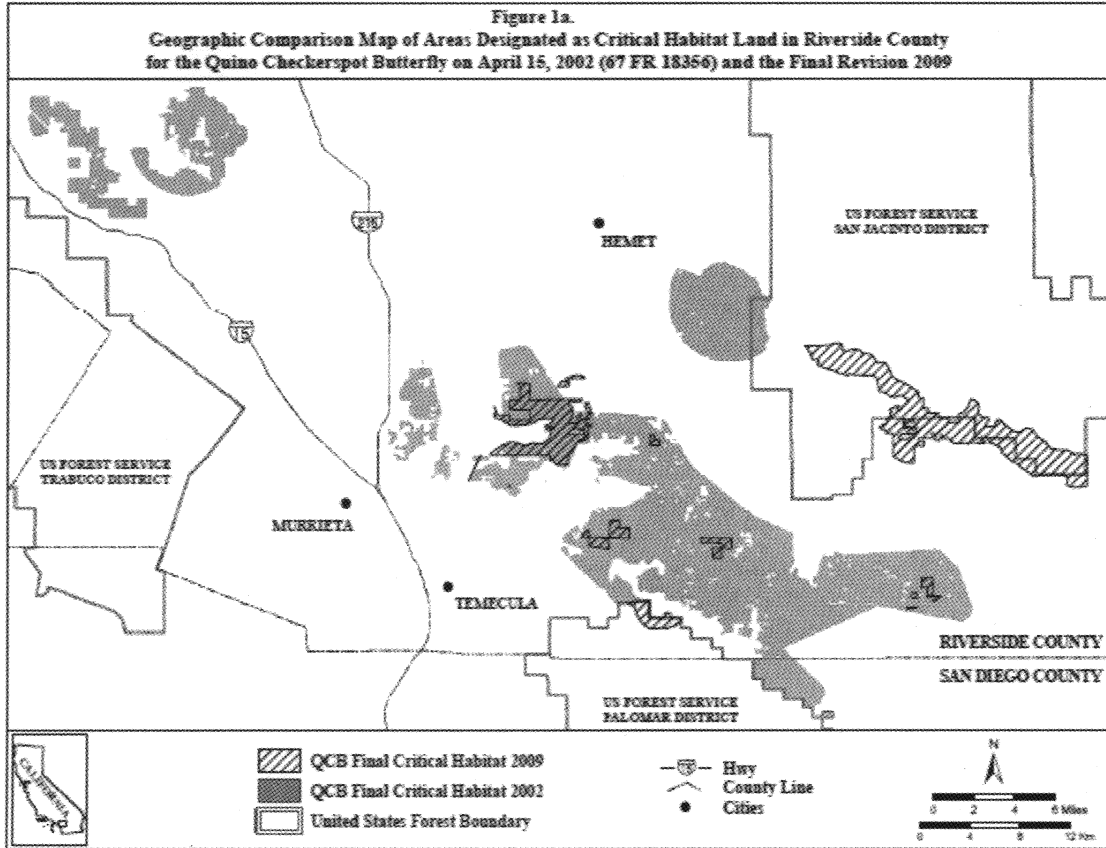 Figure 1a.
Geographic Comparison Map of Areas Designated as Critical Habitat Land in Riverside County
for the Quino Checkerspot Butterfly on April 15, 2002 (67 FR 18356) and the Final Revision 2009
215
HEMET
US FOREST SERVICE
SAN JACINTO DISTRICT
15
US FOREST SERVICE
TRABUCO DISTRICT
MURRIETA
TEMECULA
RIVERSIDE COUNTY
SAN DIEGO COUNTY
US FOREST SERVICE
PALOMAR DISTRICT
CALIFORNIA
QCB Final Critical Habitat 2009
QCB Final Critical Habitat 2002
United States Forest Boundary
Hwy
County Line
Cities
N
0 2 4 6 Miles
0 4 8 12 Km